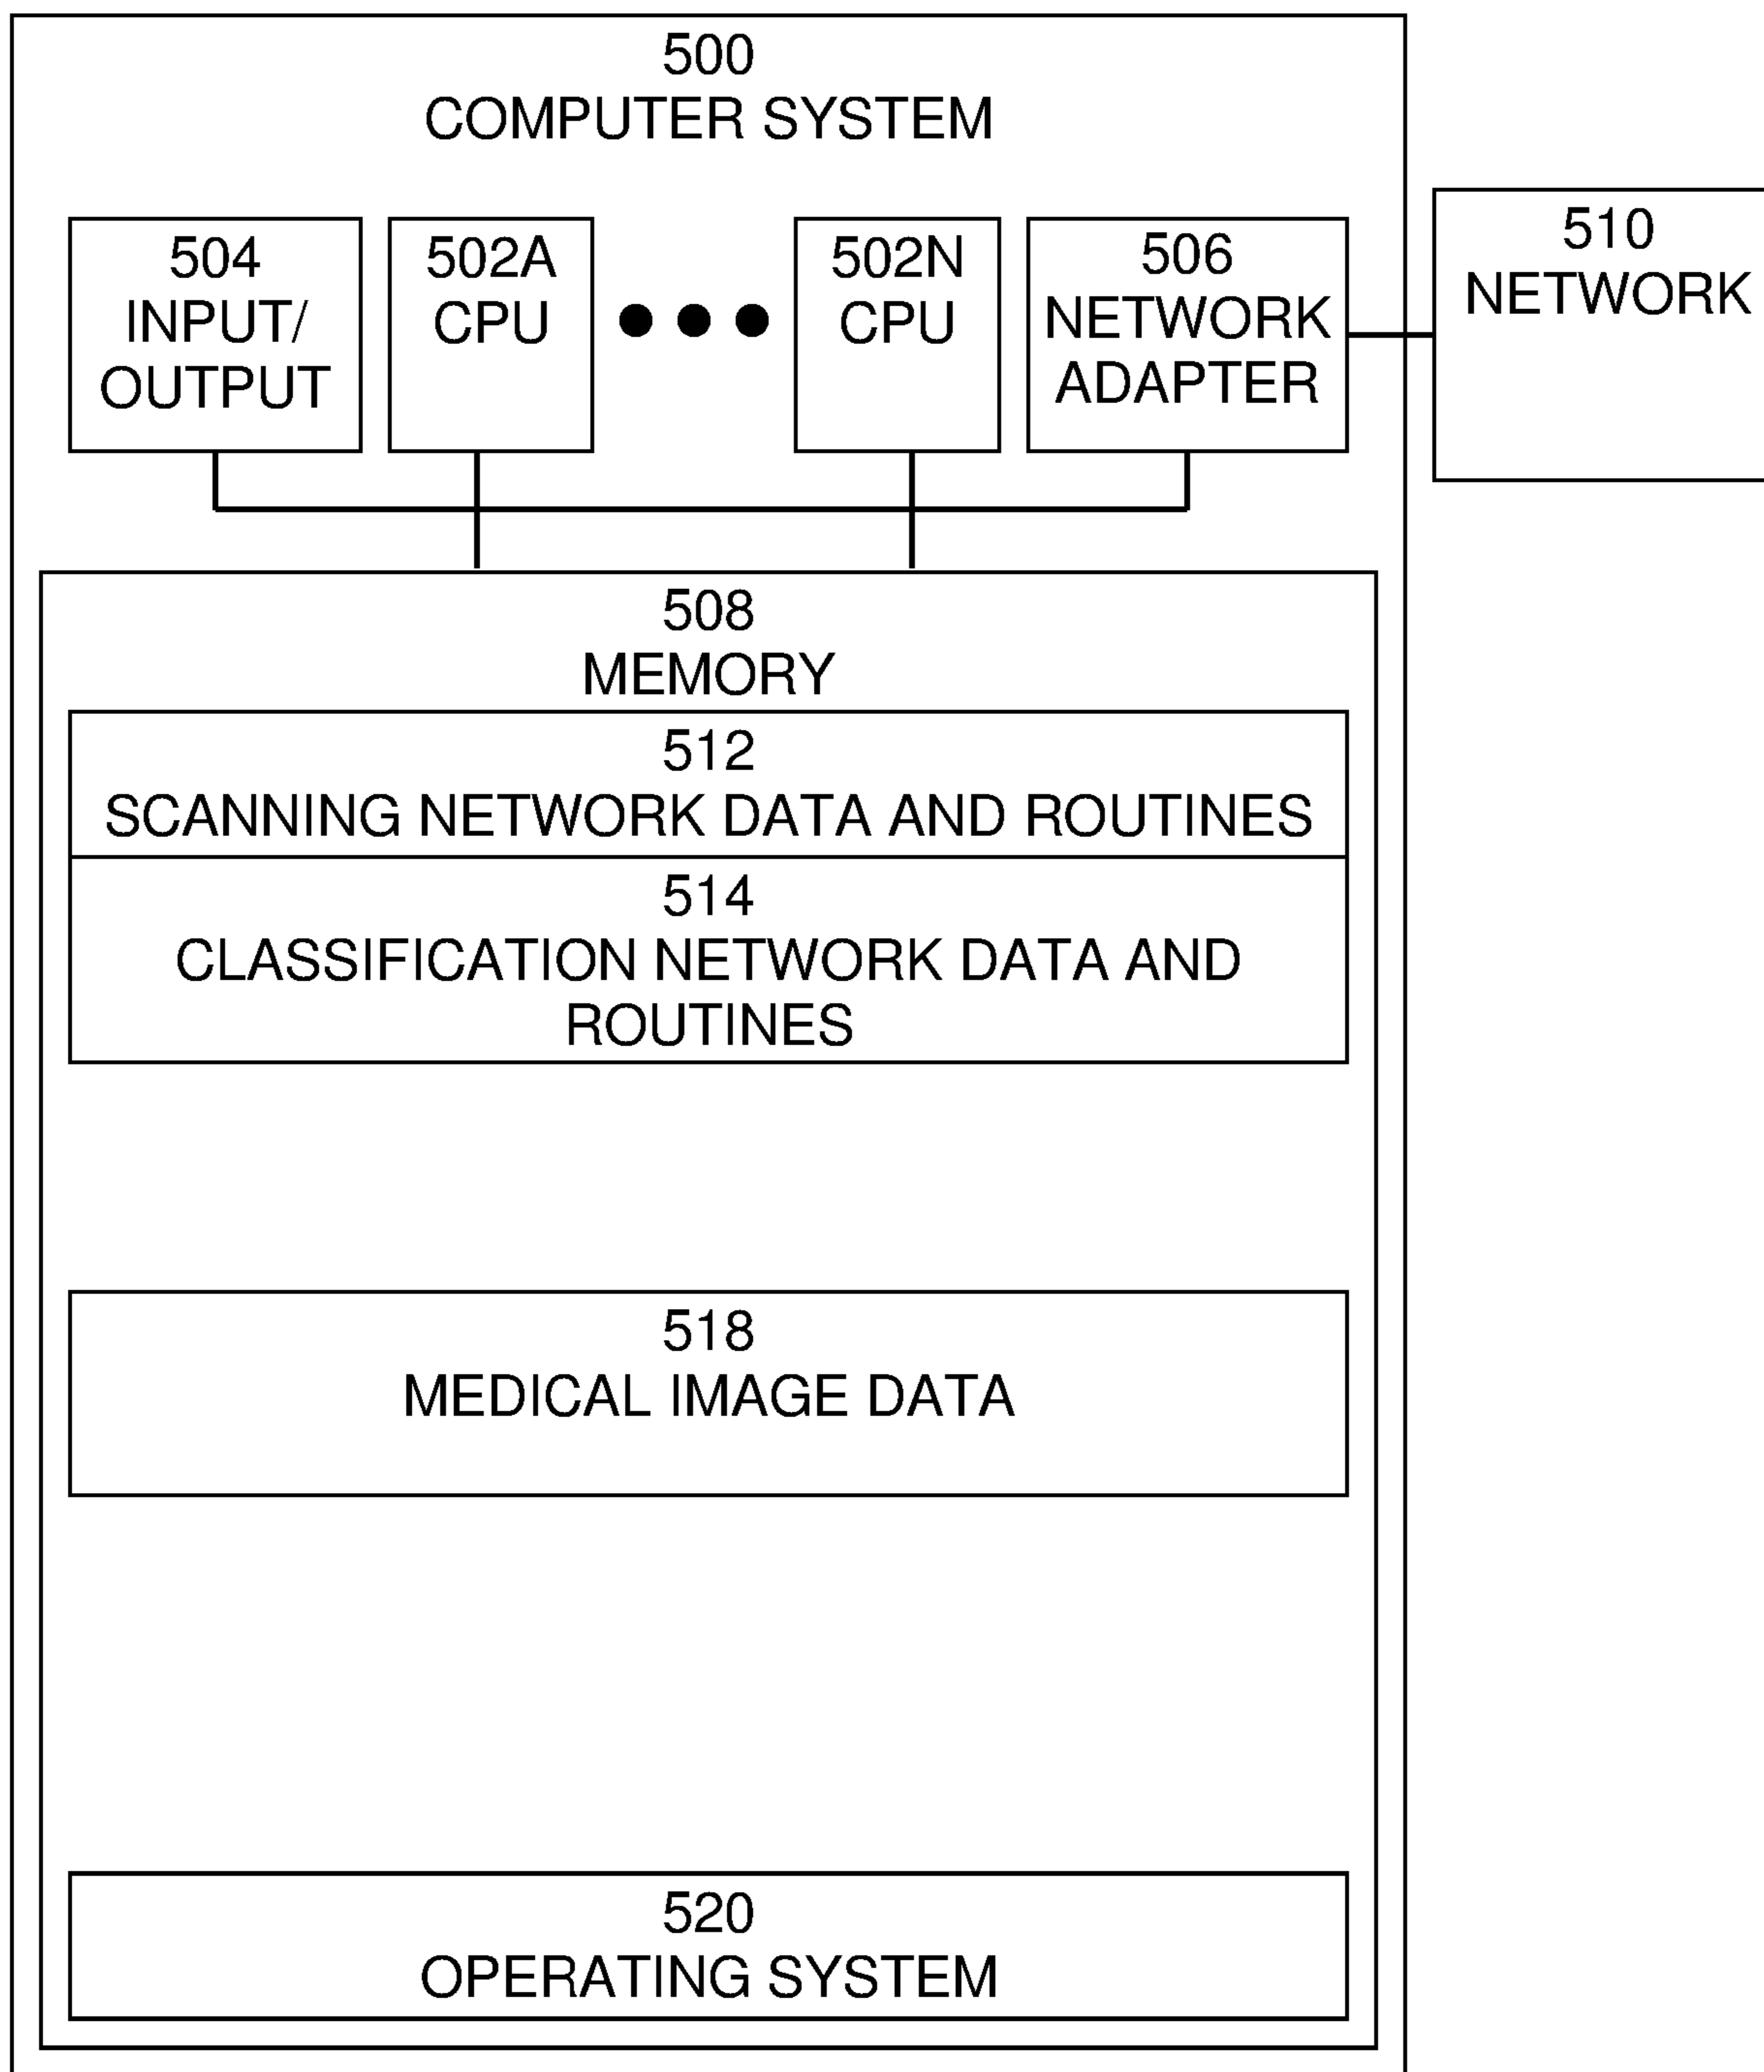 500
COMPUTER SYSTEM
504
INPUT/
OUTPUT
502A
CPU
502N
CPU
506
NETWORK
ADAPTER
510
NETWORK
508
MEMORY
512
SCANNING NETWORK DATA AND ROUTINES
514
CLASSIFICATION NETWORK DATA AND
ROUTINES
518
MEDICAL IMAGE DATA
520
OPERATING SYSTEM